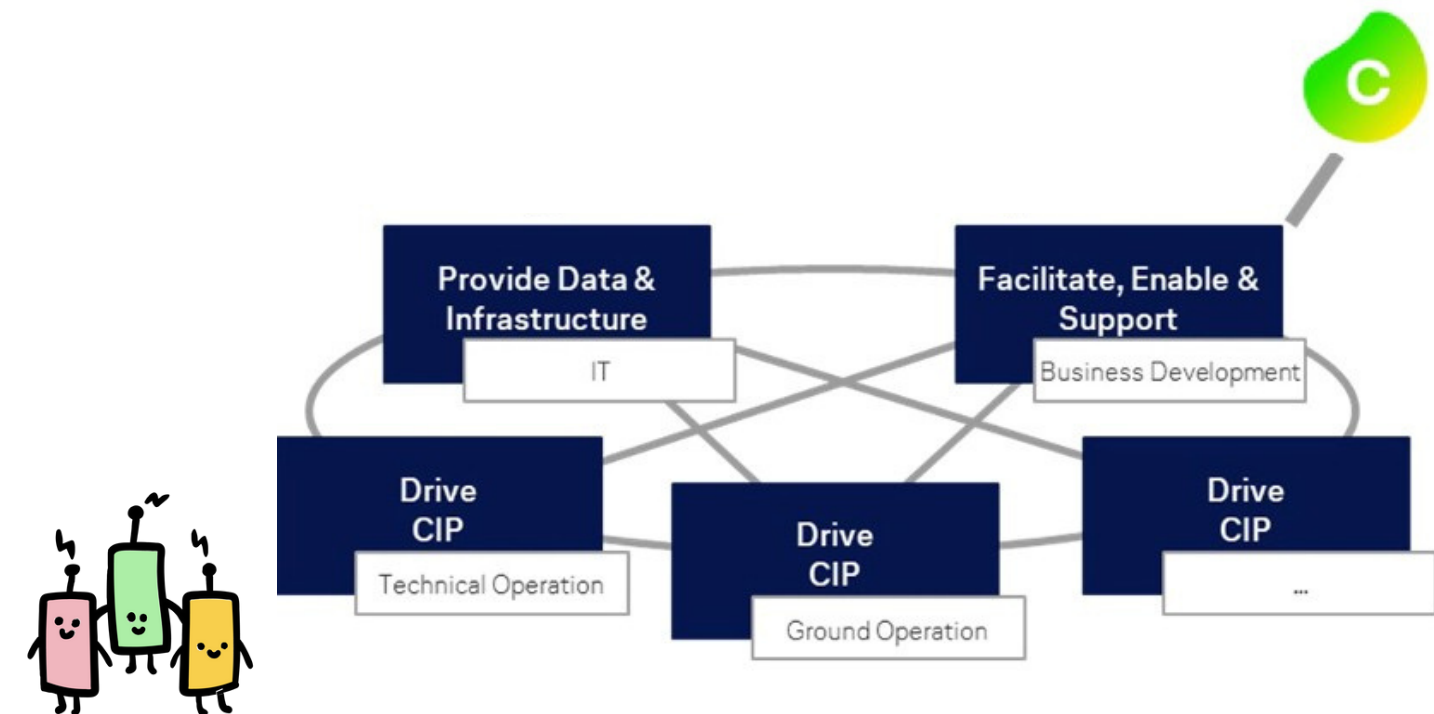 C
Provide Data &
Infrastructure
IT
Facilitate, Enable &
Support
Business Development
Drive
CIP
Technical Operation
Drive
CIP
Ground Operation
Drive
CIP
...